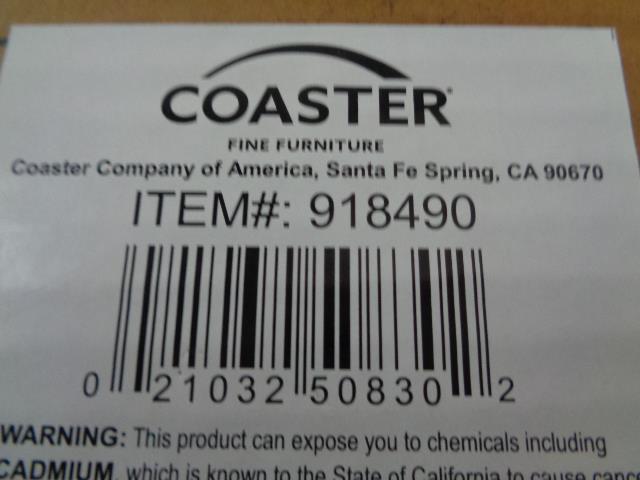 COASTER
FINE FURNITURE
Coaster Company of America, Santa Fe Spring, CA 90670
ITEM#: 918490
0 21032 50830 2
WARNING: This product can expose you to chemicals including
CADMIUM, which is known to the State of California to cause cance